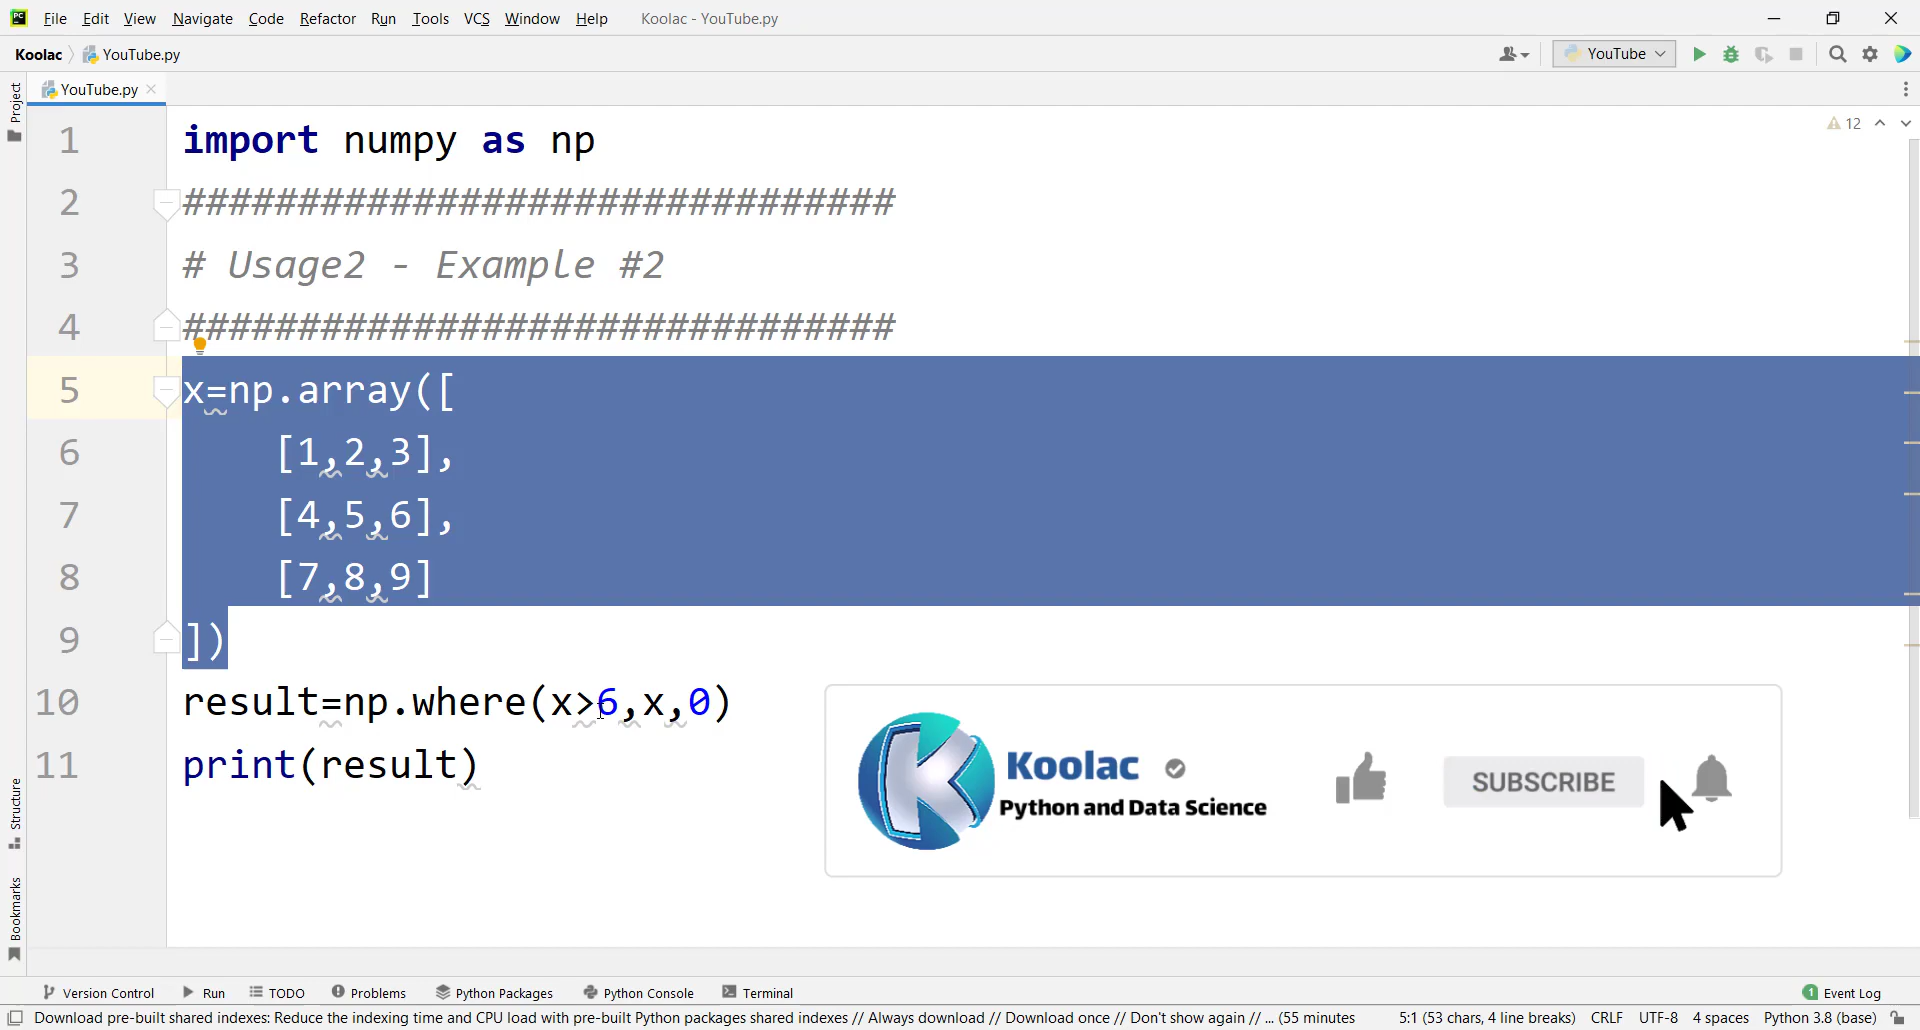 File Edit View Navigate Code Refactor Run Tools VCS Window Help Koolac - YouTube.py
Koolac YouTube.py YouTube
Project
YouTube.py
12
1 import numpy as np
2 ###############################
3 # Usage2 - Example #2
4 ###############################
5 x=np.array([
6 [1,2,3],
7 [4,5,6],
8 [7,8,9]
9 ])
10 result=np.where(x>6,x,0)
11 print(result)
Koolac
Python and Data Science
SUBSCRIBE
Structure
Bookmarks
Version Control Run TODO Problems Python Packages Python Console Terminal 1 Event Log
Download pre-built shared indexes: Reduce the indexing time and CPU load with pre-built Python packages shared indexes // Always download // Download once // Don't show again // ... (55 minutes 5:1 (53 chars, 4 line breaks) CRLF UTF-8 4 spaces Python 3.8 (base)